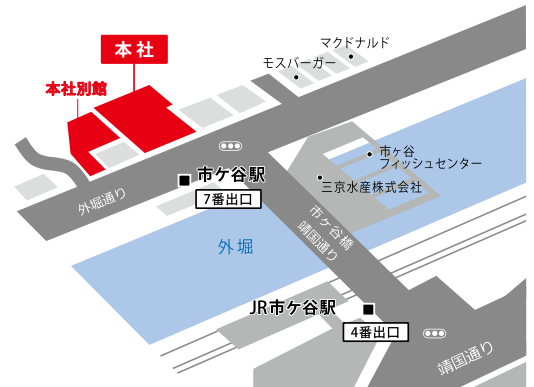 本社
マクドナルド
モスバーガー
本社別館
市ヶ谷
フィッシュセンター
市ケ谷駅
三京水産株式会社
7番出口
外堀通り
市ケ谷橋
靖国通り
外堀
JR市ケ谷駅
4番出口
靖国通り